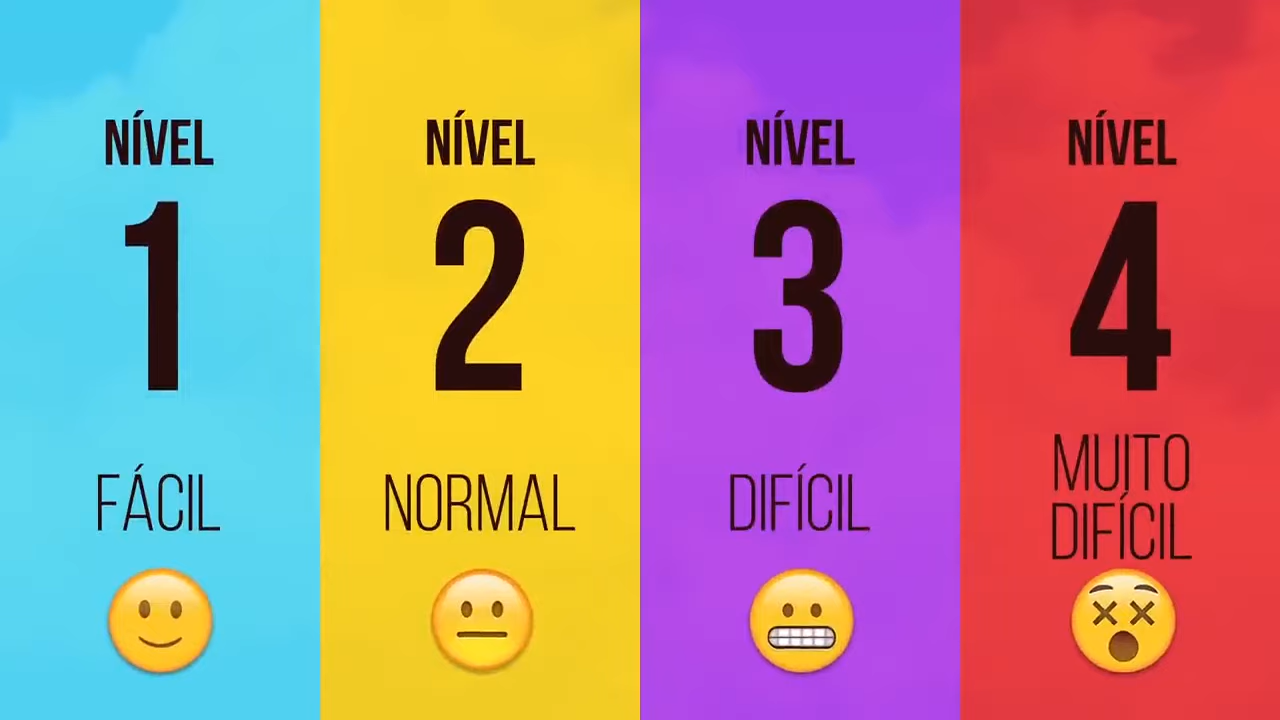 NÍVEL
1
FÁCIL
NÍVEL
2
NORMAL
NÍVEL
3
DIFÍCIL
NÍVEL
4
MUITO
DIFÍCIL